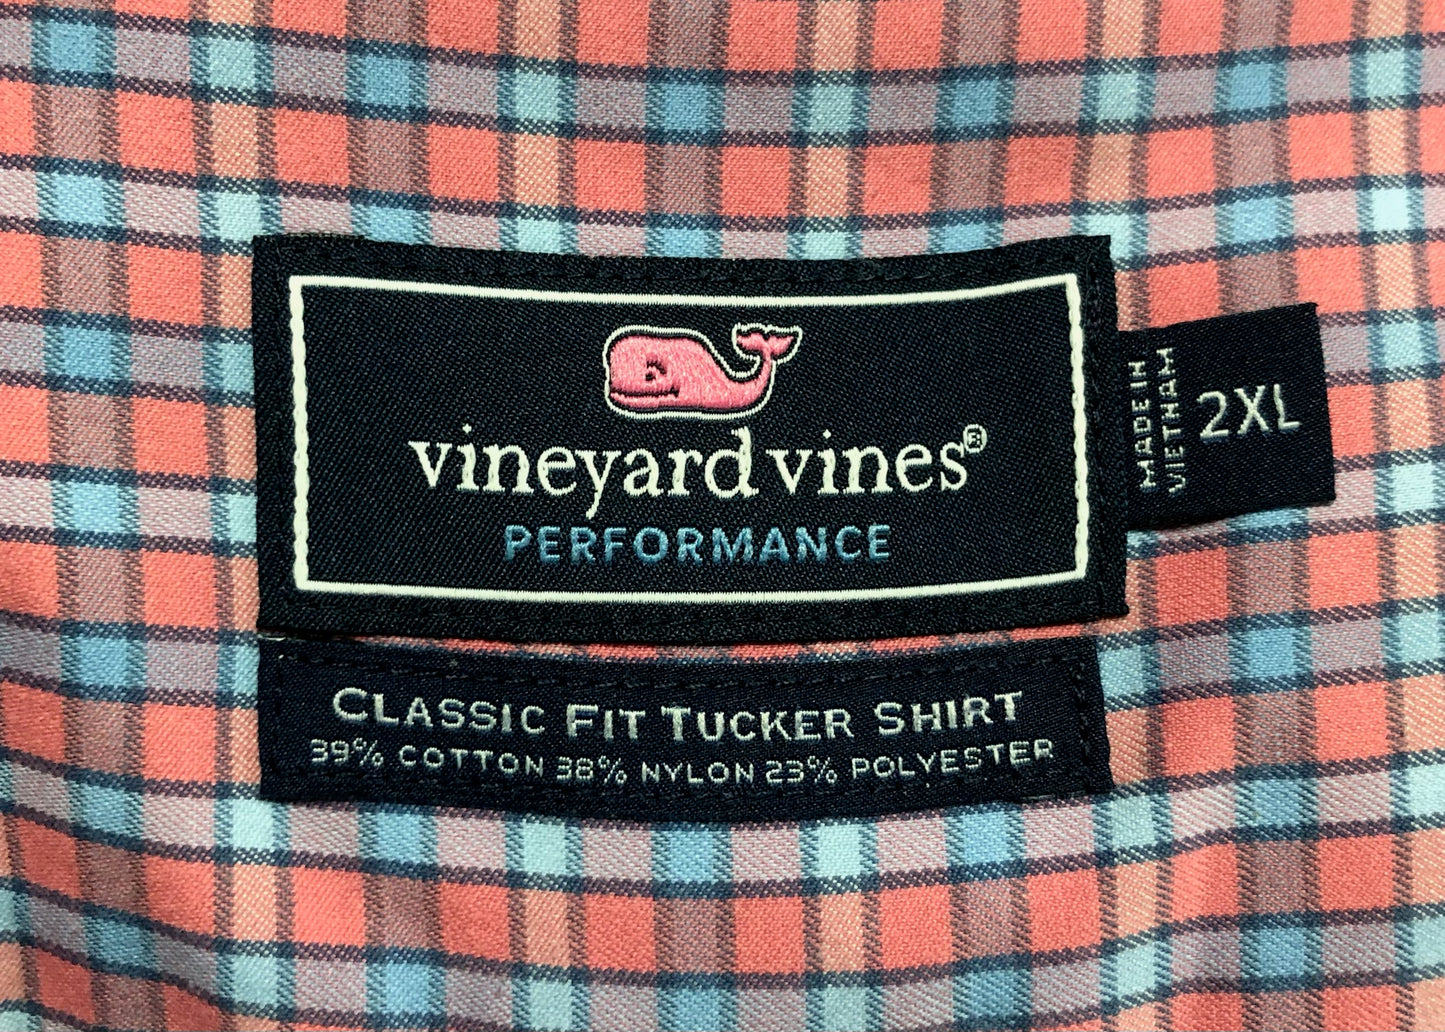 vineyard vines®
PERFORMANCE
MADE IN
VIETNAM
2XL
CLASSIC FIT TUCKER SHIRT
39% COTTON 38% NYLON 23% POLYESTER